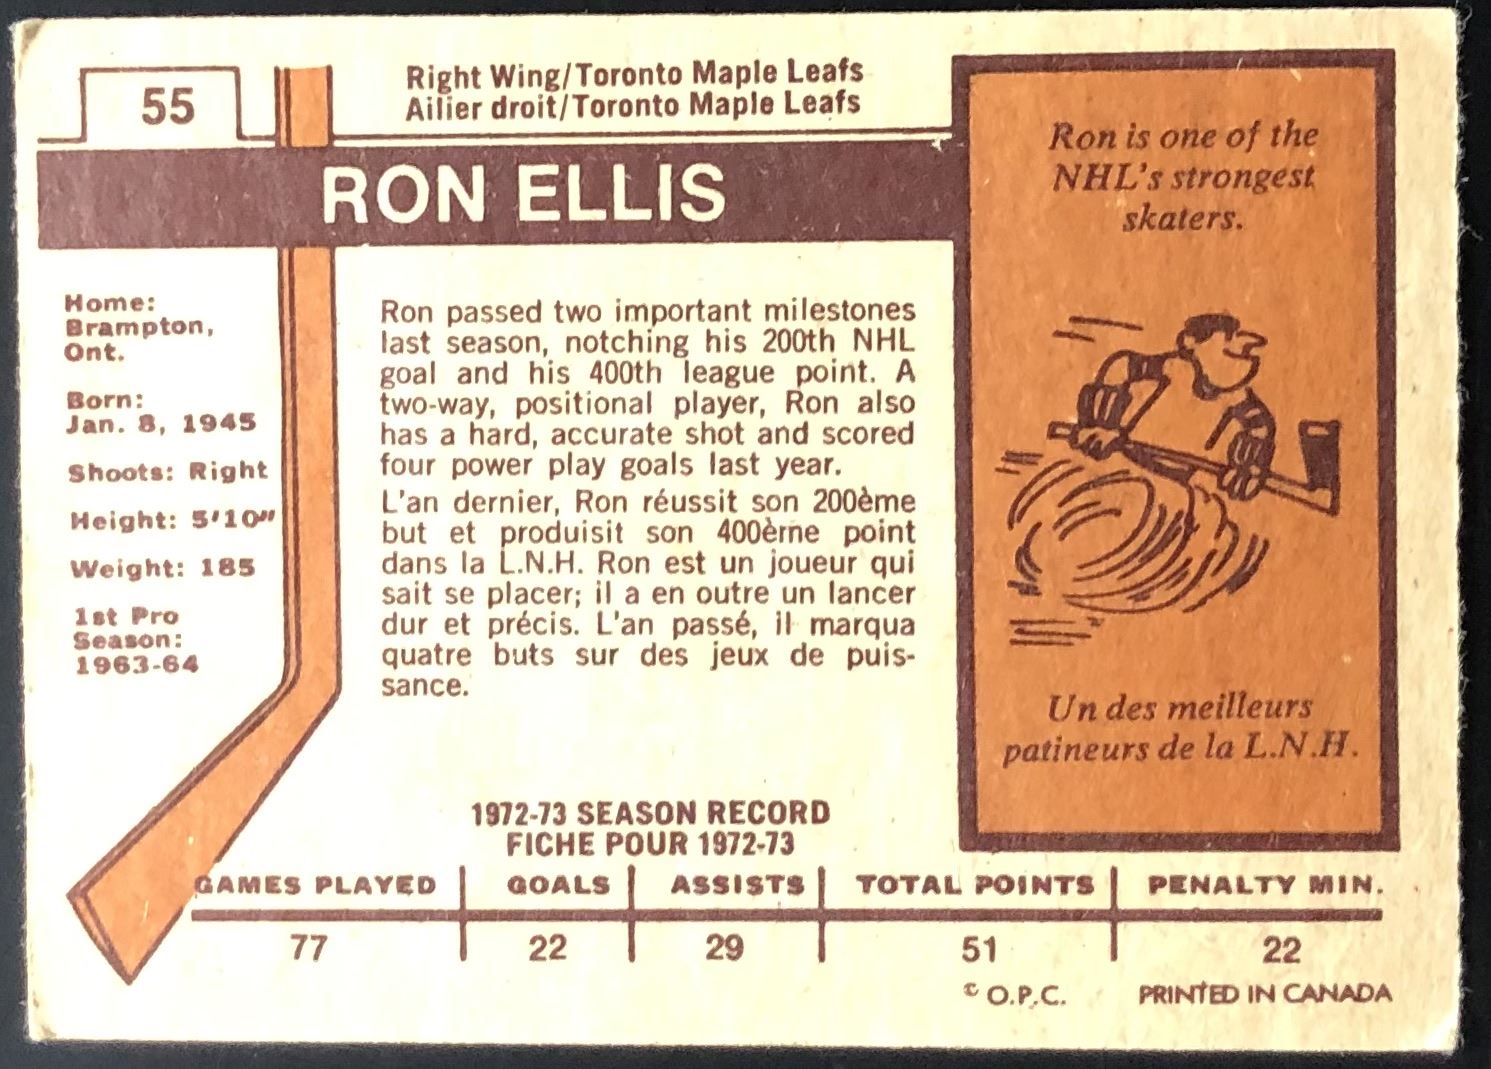 55
Right Wing/Toronto Maple Leafs
Ailier droit/Toronto Maple Leafs
RON ELLIS
Home:
Brampton,
Ont.
Born:
Jan. 8, 1945
Shoots: Right
Height: 5'10"
Weight: 185
1st Pro
Season:
1963-64
Ron passed two important milestones
last season, notching his 200th NHL
goal and his 400th league point. A
two-way, positional player, Ron also
has a hard, accurate shot and scored
four power play goals last year.
L'an dernier, Ron réussit son 200ème
but et produisit son 400ème point
dans la L.N.H. Ron est un joueur qui
sait se placer; il a en outre un lancer
dur et précis. L'an passé, il marqua
quatre buts sur des jeux de puis-
sance.
Ron is one of the
NHL's strongest
skaters.
Un des meilleurs
patineurs de la L.N.H.
1972-73 SEASON RECORD
FICHE POUR 1972-73
GAMES PLAYED GOALS ASSISTS TOTAL POINTS PENALTY MIN.
77 22 29 51 22
© O.P.C. PRINTED IN CANADA